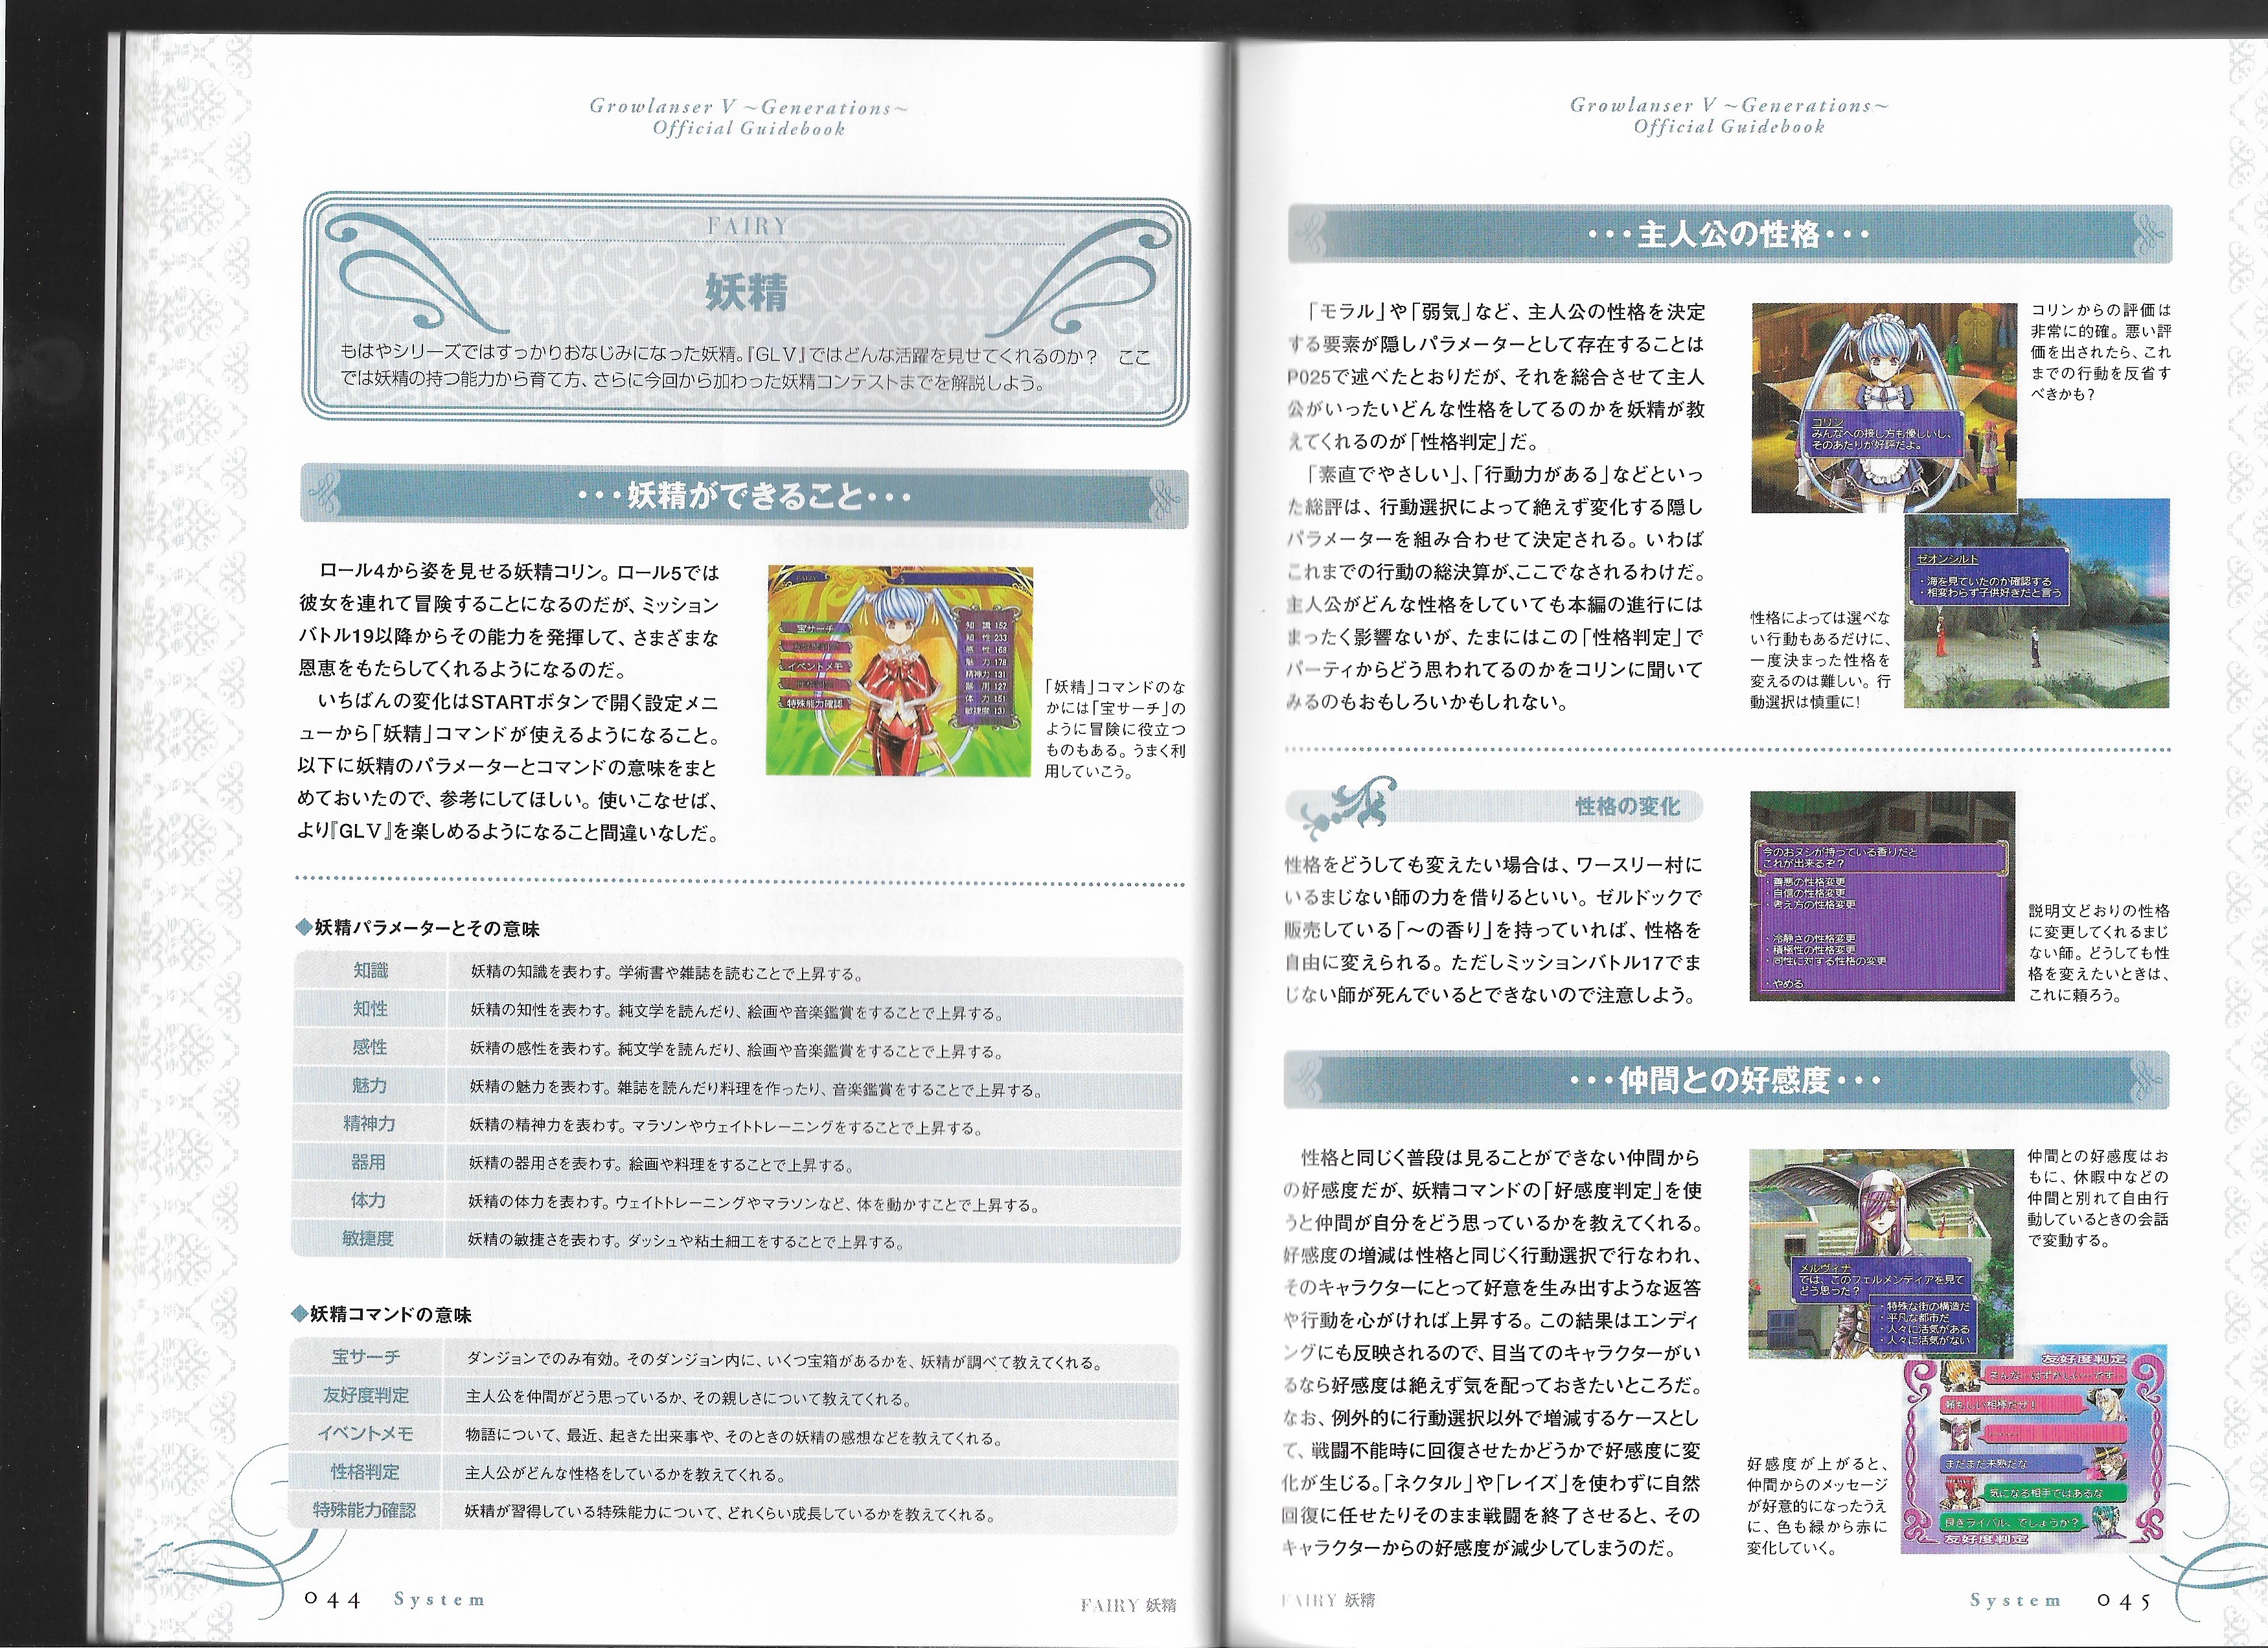 Growlanser V ～Generations～
Official Guidebook
FAIRY
妖精
もはやシリーズではすっかりおなじみになった妖精。『GLⅤ』ではどんな活躍を見せてくれるのか？　ここ
では妖精の持つ能力から育て方、さらに今回から加わった妖精コンテストまでを解説しよう。
･･･妖精ができること･･･
ロール4から姿を見せる妖精コリン。ロール5では
彼女を連れて冒険することになるのだが、ミッション
バトル19以降からその能力を発揮して、さまざまな
恩恵をもたらしてくれるようになるのだ。
いちばんの変化はSTARTボタンで開く設定メニ
ューから「妖精」コマンドが使えるようになること。
以下に妖精のパラメーターとコマンドの意味をまと
めておいたので、参考にしてほしい。使いこなせば、
より『GLⅤ』を楽しめるようになること間違いなしだ。
宝サーチ
イベントメモ
特殊能力確認
知 識 152
知 性 233
感 性 168
魅 力 178
精神力 131
器 用 127
体 力 151
敏捷度 131
「妖精」コマンドのな
かには「宝サーチ」の
ように冒険に役立つ
ものもある。うまく利
用していこう。
◆妖精パラメーターとその意味
知識 妖精の知識を表わす。学術書や雑誌を読むことで上昇する。
知性 妖精の知性を表わす。純文学を読んだり、絵画や音楽鑑賞をすることで上昇する。
感性 妖精の感性を表わす。純文学を読んだり、絵画や音楽鑑賞をすることで上昇する。
魅力 妖精の魅力を表わす。雑誌を読んだり料理を作ったり、音楽鑑賞をすることで上昇する。
精神力 妖精の精神力を表わす。マラソンやウェイトトレーニングをすることで上昇する。
器用 妖精の器用さを表わす。絵画や料理をすることで上昇する。
体力 妖精の体力を表わす。ウェイトトレーニングやマラソンなど、体を動かすことで上昇する。
敏捷度 妖精の敏捷さを表わす。ダッシュや粘土細工をすることで上昇する。
◆妖精コマンドの意味
宝サーチ ダンジョンでのみ有効。そのダンジョン内に、いくつ宝箱があるかを、妖精が調べて教えてくれる。
友好度判定 主人公を仲間がどう思っているか、その親しさについて教えてくれる。
イベントメモ 物語について、最近、起きた出来事や、そのときの妖精の感想などを教えてくれる。
性格判定 主人公がどんな性格をしているかを教えてくれる。
特殊能力確認 妖精が習得している特殊能力について、どれくらい成長しているかを教えてくれる。
044 System
FAIRY 妖精
Growlanser V ～Generations～
Official Guidebook
･･･主人公の性格･･･
「モラル」や「弱気」など、主人公の性格を決定
する要素が隠しパラメーターとして存在することは
P025で述べたとおりだが、それを総合させて主人
公がいったいどんな性格をしてるのかを妖精が教
えてくれるのが「性格判定」だ。
「素直でやさしい」、「行動力がある」などといっ
た総評は、行動選択によって絶えず変化する隠し
パラメーターを組み合わせて決定される。いわば
これまでの行動の総決算が、ここでなされるわけだ。
主人公がどんな性格をしていても本編の進行には
まったく影響ないが、たまにはこの「性格判定」で
パーティからどう思われてるのかをコリンに聞いて
みるのもおもしろいかもしれない。
コリン
みんなへの接し方も優しいし、
そのあたりが好評だよ。
コリンからの評価は
非常に的確。悪い評
価を出されたら、これ
までの行動を反省す
べきかも？
ゼオンシルト
・海を見ていたのか確認する
・相変わらず子供好きだと言う
性格によっては選べな
い行動もあるだけに、
一度決まった性格を
変えるのは難しい。行
動選択は慎重に！
性格の変化
性格をどうしても変えたい場合は、ワースリー村に
いるまじない師の力を借りるといい。ゼルドックで
販売している「～の香り」を持っていれば、性格を
自由に変えられる。ただしミッションバトル17でま
じない師が死んでいるとできないので注意しよう。
今のおヌシが持っている香りだと
これが出来るぞ？
・善悪の性格変更
・自信の性格変更
・考え方の性格変更
・冷静さの性格変更
・積極性の性格変更
・同性に対する性格の変更
・やめる
説明文どおりの性格
に変更してくれるまじ
ない師。どうしても性
格を変えたいときは、
これに頼ろう。
･･･仲間との好感度･･･
性格と同じく普段は見ることができない仲間から
の好感度だが、妖精コマンドの「好感度判定」を使
うと仲間が自分をどう思っているかを教えてくれる。
好感度の増減は性格と同じく行動選択で行なわれ、
そのキャラクターにとって好意を生み出すような返答
や行動を心がければ上昇する。この結果はエンディ
ングにも反映されるので、目当てのキャラクターがい
るなら好感度は絶えず気を配っておきたいところだ。
なお、例外的に行動選択以外で増減するケースとし
て、戦闘不能時に回復させたかどうかで好感度に変
化が生じる。「ネクタル」や「レイズ」を使わずに自然
回復に任せたりそのまま戦闘を終了させると、その
キャラクターからの好感度が減少してしまうのだ。
メルヴィナ
では、このフェルメンティアを見て
どう思った？
・特殊な街の構造だ
・平凡な都市だ
・人々に活気がある
・人々に活気がない
仲間との好感度はお
もに、休暇中などの
仲間と別れて自由行
動しているときの会話
で変動する。
友好度判定
そんな…はずかしい…です…
頼もしい相棒だぜ！
………
まだまだ未熟だな
気になる相手ではあるな
良きライバル、でしょうか？
友好度判定
好感度が上がると、
仲間からのメッセージ
が好意的になったうえ
に、色も緑から赤に
変化していく。
FAIRY 妖精
System 045